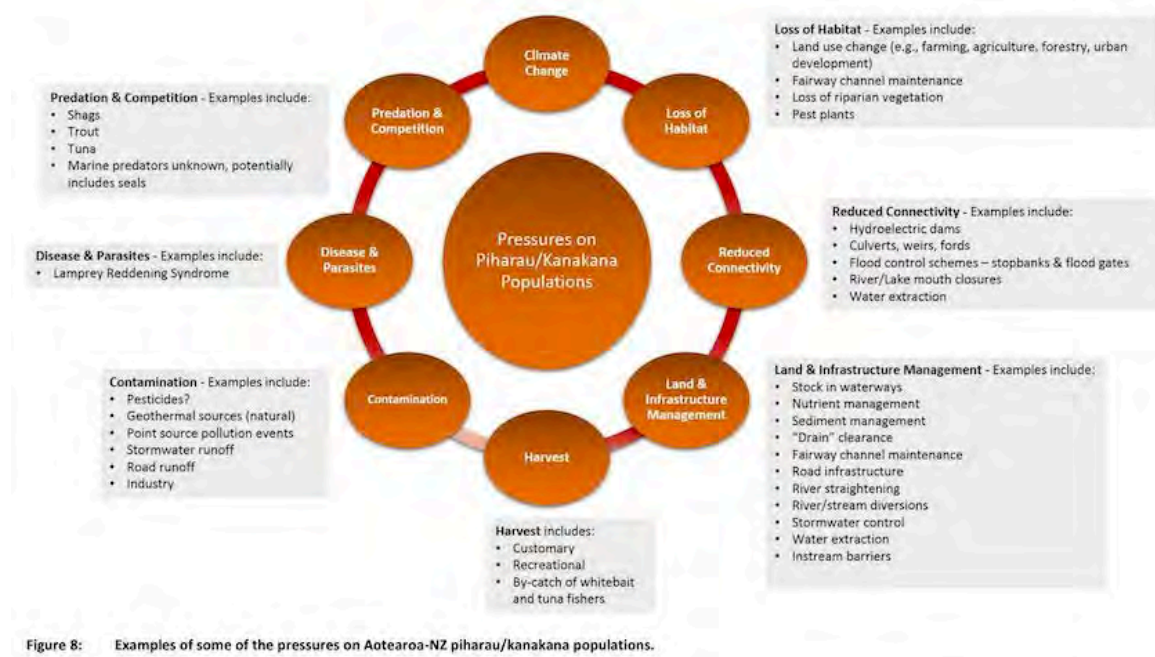 Climate
Change
Loss of
Habitat
Reduced
Connectivity
Land &
Infrastructure
Management
Harvest
Contamination
Disease &
Parasites
Predation &
Competition
Pressures on
Piharau/Kanakana
Populations
Loss of Habitat - Examples include:
• Land use change (e.g., farming, agriculture, forestry, urban
development)
• Fairway channel maintenance
• Loss of riparian vegetation
• Pest plants
Reduced Connectivity - Examples include:
• Hydroelectric dams
• Culverts, weirs, fords
• Flood control schemes – stopbanks & flood gates
• River/Lake mouth closures
• Water extraction
Land & Infrastructure Management - Examples include:
• Stock in waterways
• Nutrient management
• Sediment management
• "Drain" clearance
• Fairway channel maintenance
• Road infrastructure
• River straightening
• River/stream diversions
• Stormwater control
• Water extraction
• Instream barriers
Harvest includes:
• Customary
• Recreational
• By-catch of whitebait
and tuna fishers
Contamination - Examples include:
• Pesticides?
• Geothermal sources (natural)
• Point source pollution events
• Stormwater runoff
• Road runoff
• Industry
Disease & Parasites - Examples include:
• Lamprey Reddening Syndrome
Predation & Competition - Examples include:
• Shags
• Trout
• Tuna
• Marine predators unknown, potentially
includes seals
Figure 8: Examples of some of the pressures on Aotearoa-NZ piharau/kanakana populations.